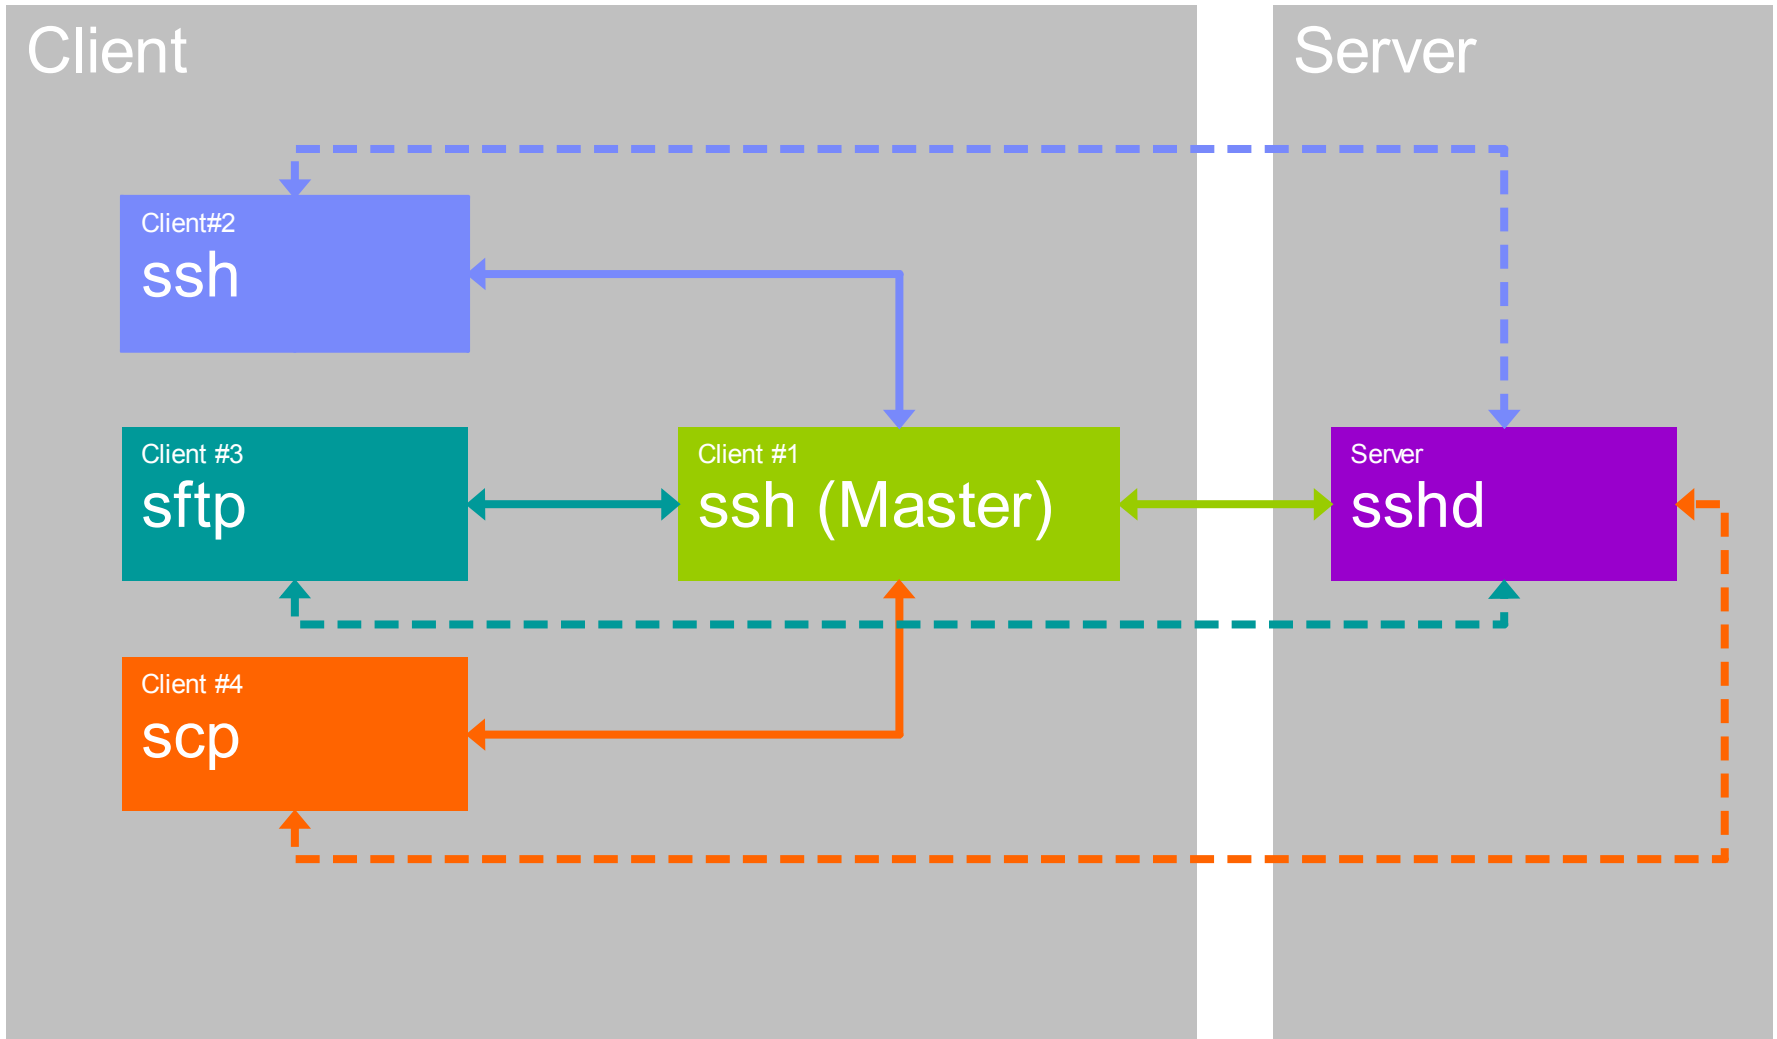 Client
Server
Client#2
ssh
Client #3
sftp
Client #1
ssh (Master)
Server
sshd
Client #4
scp